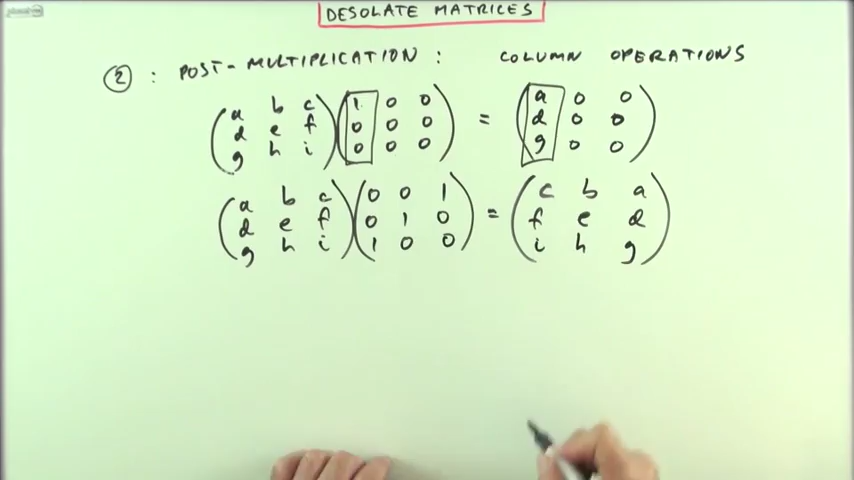 DESOLATE MATRICES
② : POST-MULTIPLICATION : COLUMN OPERATIONS
(a b c) (1 0 0) = (a 0 0)
(d e f) (0 0 0) (d 0 0)
(g h i) (0 0 0) (g 0 0)
(a b c) (0 0 1) = (c b a)
(d e f) (0 1 0) (f e d)
(g h i) (1 0 0) (i h g)